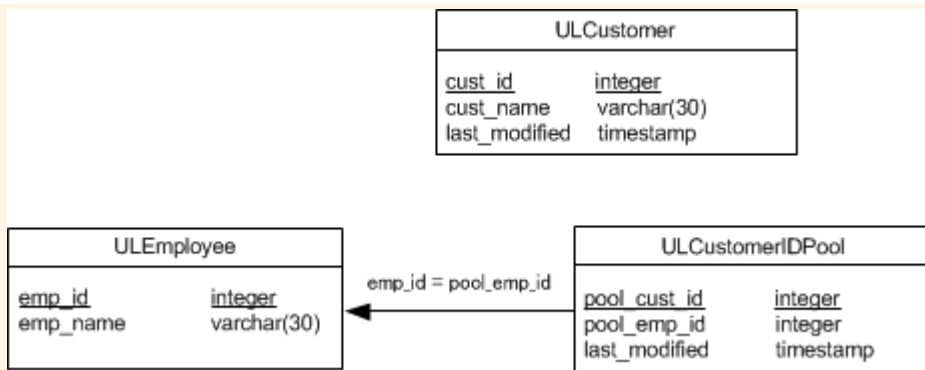 ULCustomer
cust_id integer
cust_name varchar(30)
last_modified timestamp
ULEmployee
emp_id integer
emp_name varchar(30)
emp_id = pool_emp_id
ULCustomerIDPool
pool_cust_id integer
pool_emp_id integer
last_modified timestamp